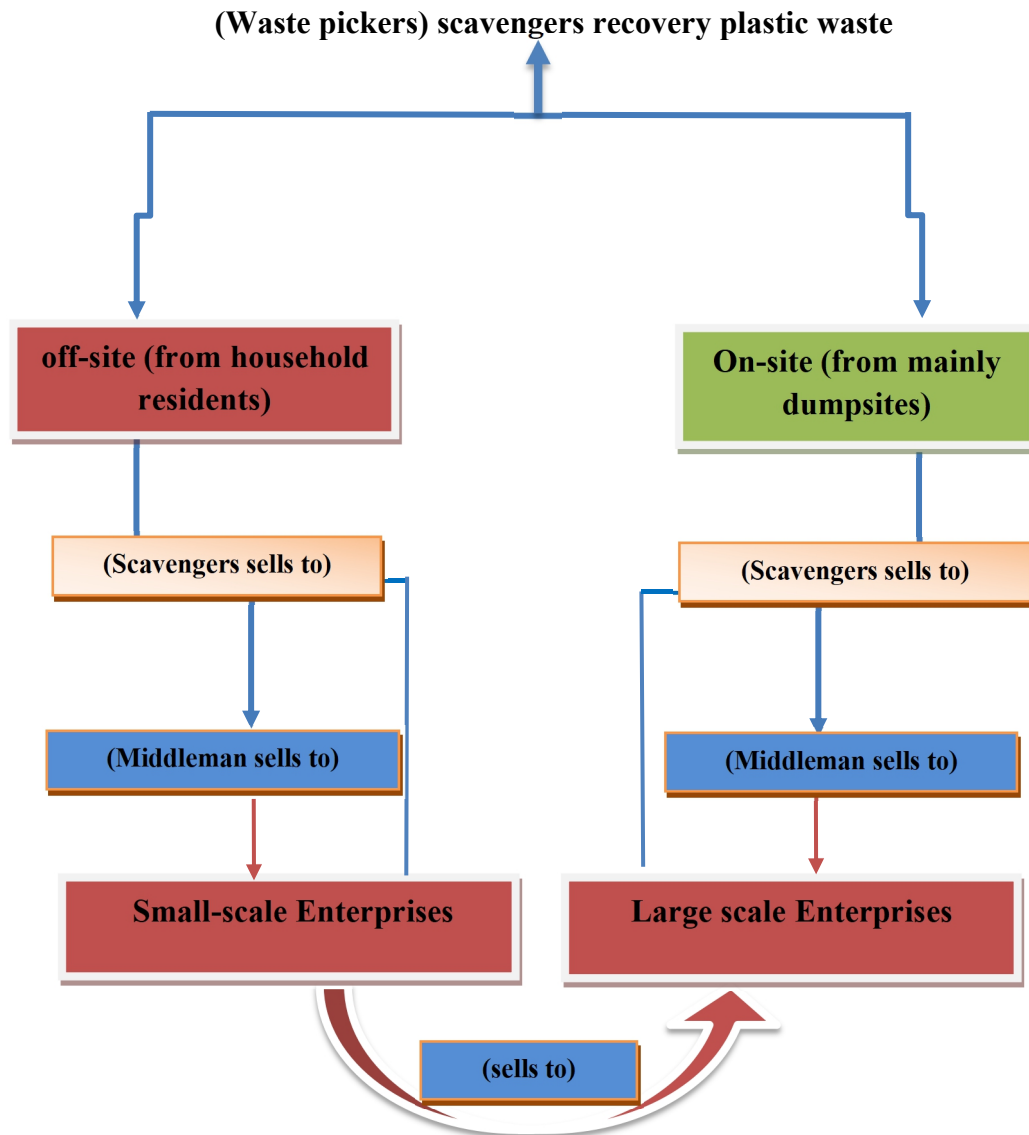 (Waste pickers) scavengers recovery plastic waste
off-site (from household
residents)
On-site (from mainly
dumpsites)
(Scavengers sells to)
(Scavengers sells to)
(Middleman sells to)
(Middleman sells to)
Small-scale Enterprises
Large scale Enterprises
(sells to)